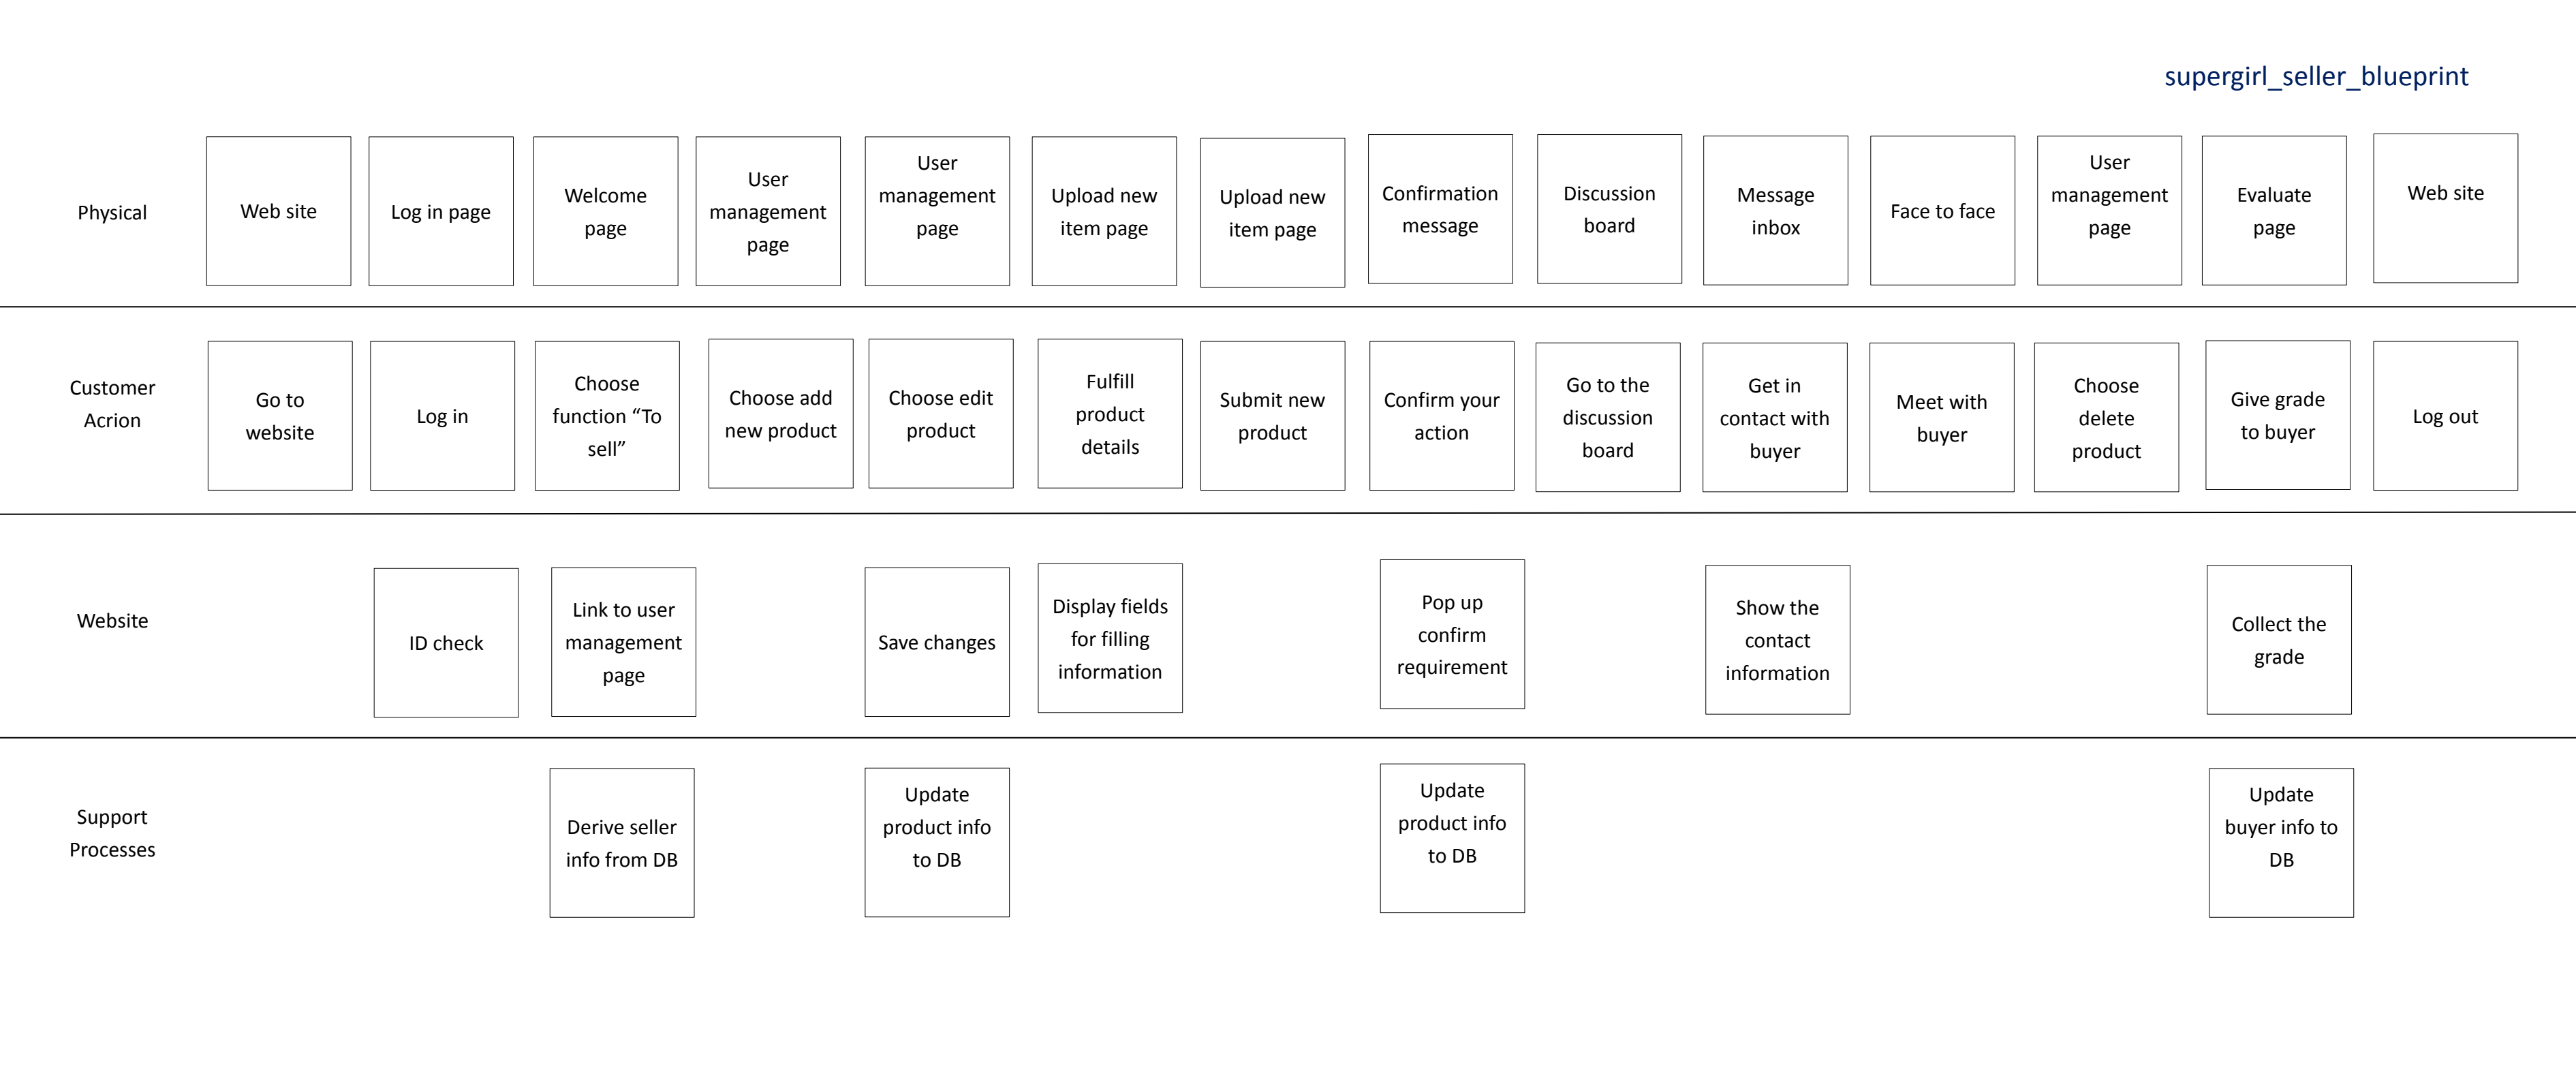 supergirl_seller_blueprint
Physical
Web site
Log in page
Welcome
page
User
management
page
User
management
page
Upload new
item page
Upload new
item page
Confirmation
message
Discussion
board
Message
inbox
Face to face
User
management
page
Evaluate
page
Web site
Customer
Acrion
Go to
website
Log in
Choose
function “To
sell”
Choose add
new product
Choose edit
product
Fulfill
product
details
Submit new
product
Confirm your
action
Go to the
discussion
board
Get in
contact with
buyer
Meet with
buyer
Choose
delete
product
Give grade
to buyer
Log out
Website
ID check
Link to user
management
page
Save changes
Display fields
for filling
information
Pop up
confirm
requirement
Show the
contact
information
Collect the
grade
Support
Processes
Derive seller
info from DB
Update
product info
to DB
Update
product info
to DB
Update
buyer info to
DB